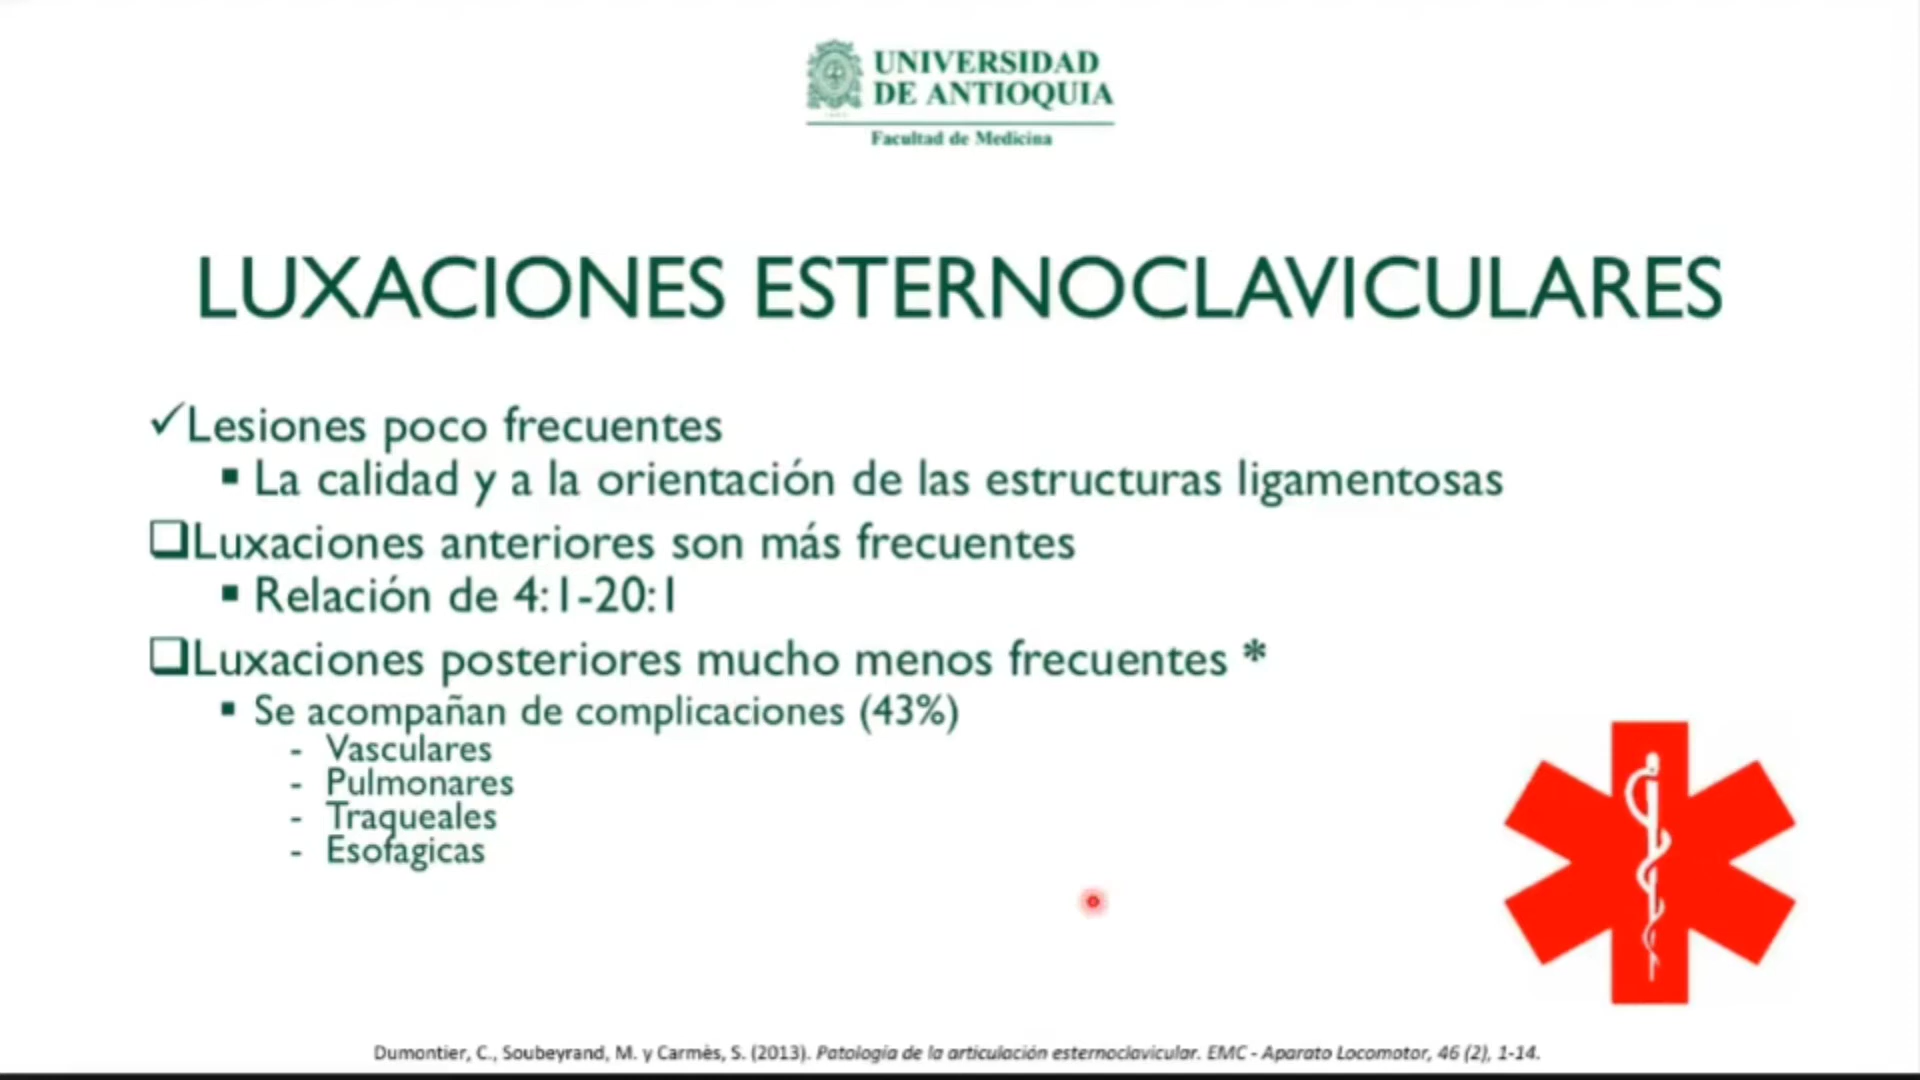 UNIVERSIDAD
DE ANTIOQUIA
Facultad de Medicina
LUXACIONES ESTERNOCLAVICULARES
✓Lesiones poco frecuentes
▪ La calidad y a la orientación de las estructuras ligamentosas
❑Luxaciones anteriores son más frecuentes
▪ Relación de 4:1-20:1
❑Luxaciones posteriores mucho menos frecuentes *
▪ Se acompañan de complicaciones (43%)
- Vasculares
- Pulmonares
- Traqueales
- Esofagicas
Dumontier, C., Soubeyrand, M. y Carmès, S. (2013). Patología de la articulación esternoclavicular. EMC - Aparato Locomotor, 46 (2), 1-14.